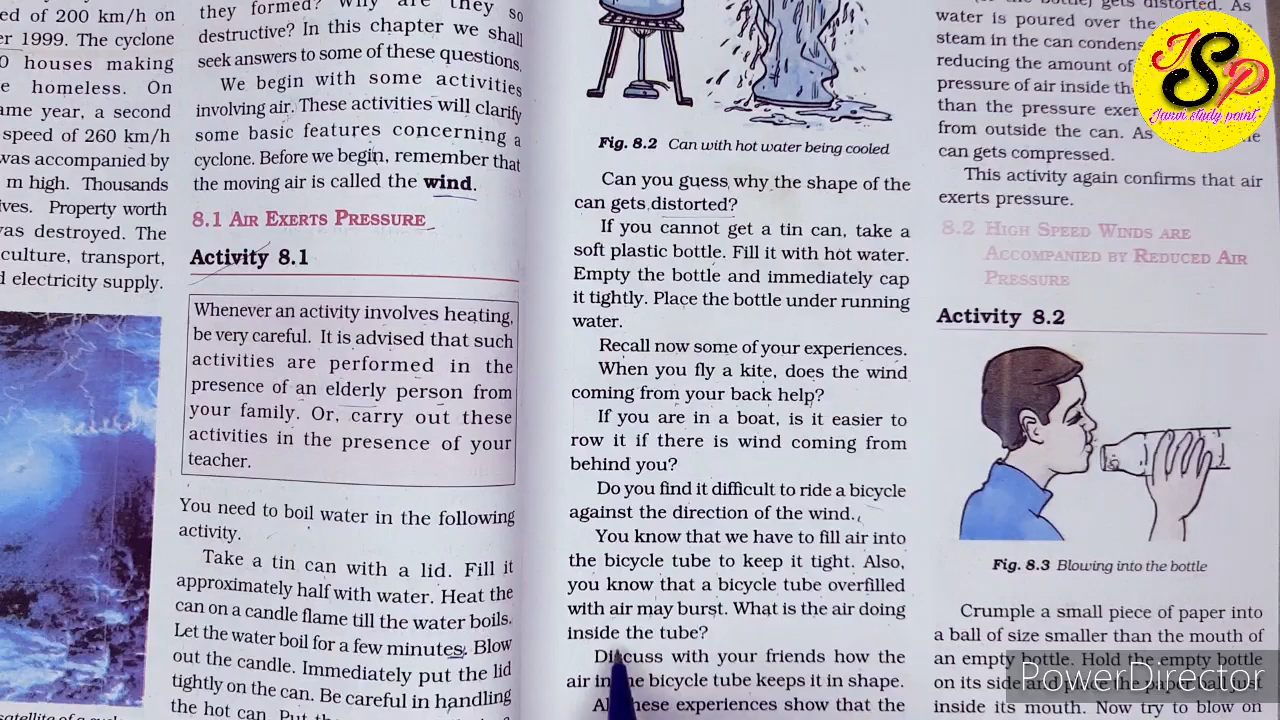 ed of 200 km/h on
er 1999. The cyclone
0 houses making
e homeless. On
ame year, a second
speed of 260 km/h
was accompanied by
m high. Thousands
ives. Property worth
was destroyed. The
culture, transport,
d electricity supply.
they formed? Why are they so
destructive? In this chapter we shall
seek answers to some of these questions.
We begin with some activities
involving air. These activities will clarify
some basic features concerning a
cyclone. Before we begin, remember that
the moving air is called the wind.
8.1 AIR EXERTS PRESSURE
Activity 8.1
Whenever an activity involves heating,
be very careful. It is advised that such
activities are performed in the
presence of an elderly person from
your family. Or, carry out these
activities in the presence of your
teacher.
You need to boil water in the following
activity.
Take a tin can with a lid. Fill it
approximately half with water. Heat the
can on a candle flame till the water boils.
Let the water boil for a few minutes. Blow
out the candle. Immediately put the lid
tightly on the can. Be careful in handling
the hot can. Put
Fig. 8.2 Can with hot water being cooled
Can you guess why the shape of the
can gets distorted?
If you cannot get a tin can, take a
soft plastic bottle. Fill it with hot water.
Empty the bottle and immediately cap
it tightly. Place the bottle under running
water.
Recall now some of your experiences.
When you fly a kite, does the wind
coming from your back help?
If you are in a boat, is it easier to
row it if there is wind coming from
behind you?
Do you find it difficult to ride a bicycle
against the direction of the wind.
You know that we have to fill air into
the bicycle tube to keep it tight. Also,
you know that a bicycle tube overfilled
with air may burst. What is the air doing
inside the tube?
Discuss with your friends how the
air in the bicycle tube keeps it in shape.
All these experiences show that the
gets distorted. As
water is poured over the
steam in the can condens
reducing the amount of
pressure of air inside th
than the pressure exer
from outside the can. As
can gets compressed.
This activity again confirms that air
exerts pressure.
8.2 HIGH SPEED WINDS ARE
ACCOMPANIED BY REDUCED AIR
PRESSURE
Activity 8.2
Fig. 8.3 Blowing into the bottle
Crumple a small piece of paper into
a ball of size smaller than the mouth of
an empty bottle. Hold the empty bottle
on its side and place the paper ball just
inside its mouth. Now try to blow on
JSP
study point
PowerDirector